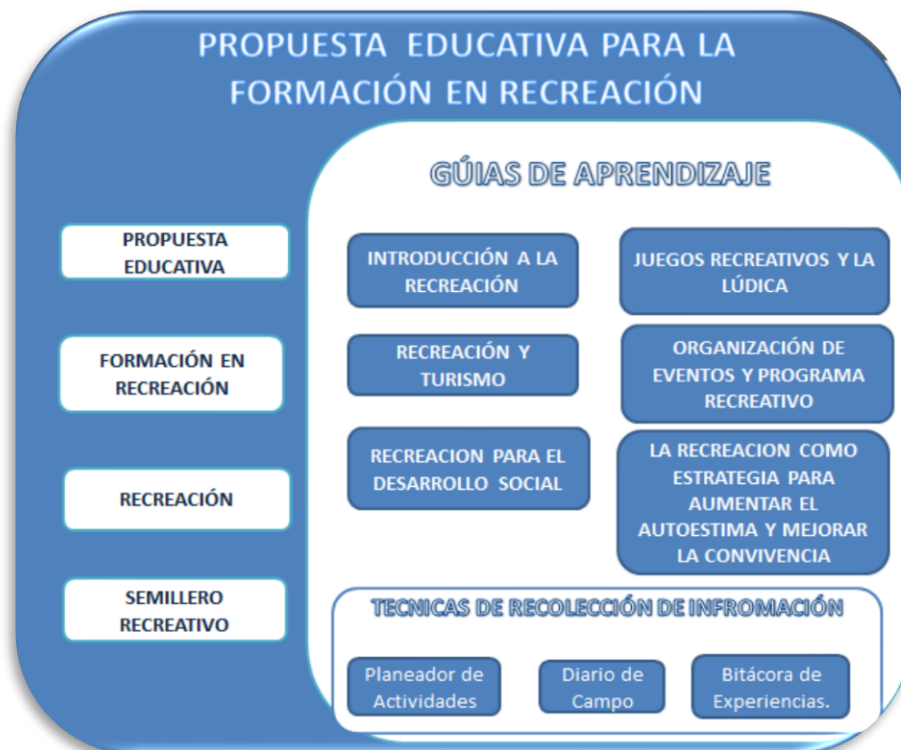 PROPUESTA EDUCATIVA PARA LA
FORMACIÓN EN RECREACIÓN
PROPUESTA
EDUCATIVA
FORMACIÓN EN
RECREACIÓN
RECREACIÓN
SEMILLERO
RECREATIVO
GÚIAS DE APRENDIZAJE
INTRODUCCIÓN A LA
RECREACIÓN
JUEGOS RECREATIVOS Y LA
LÚDICA
RECREACIÓN Y
TURISMO
ORGANIZACIÓN DE
EVENTOS Y PROGRAMA
RECREATIVO
RECREACION PARA EL
DESARROLLO SOCIAL
LA RECREACION COMO
ESTRATEGIA PARA
AUMENTAR EL
AUTOESTIMA Y MEJORAR
LA CONVIVENCIA
TECNICAS DE RECOLECCIÓN DE INFROMACIÓN
Planeador de
Actividades
Diario de
Campo
Bitácora de
Experiencias.